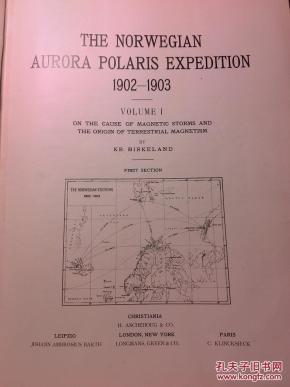 THE NORWEGIAN
AURORA POLARIS EXPEDITION
1902—1903
VOLUME I
ON THE CAUSE OF MAGNETIC STORMS AND
THE ORIGIN OF TERRESTRIAL MAGNETISM
BY
KR. BIRKELAND
FIRST SECTION
THE NORWEGIAN STATIONS
1902-1903
CHRISTIANIA
H. ASCHEHOUG & CO.
LEIPZIG
JOHANN AMBROSIUS BARTH
LONDON, NEW YORK
LONGMANS, GREEN & CO.
PARIS
C. KLINCKSIECK